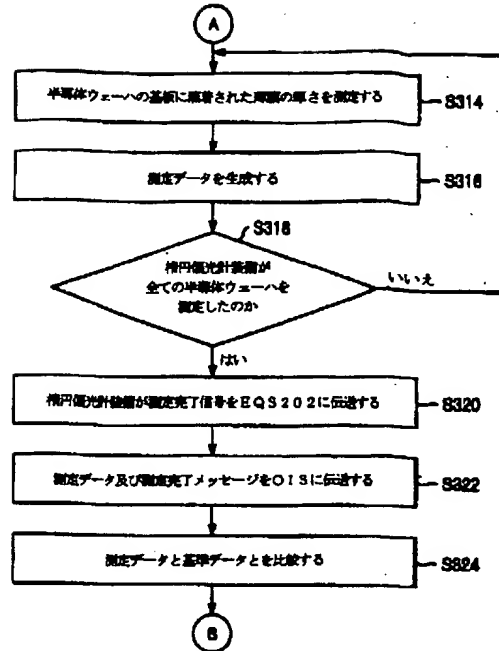 A
半導体ウェーハの基板に蒸着された薄膜の厚さを測定する
S314
測定データを生成する
S316
S318
楕円偏光計装備が
全ての半導体ウェーハを
測定したのか
いいえ
はい
楕円偏光計装備が測定完了信号をEQS202に伝送する
S320
測定データ及び測定完了メッセージをOISに伝送する
S322
測定データと基準データとを比較する
S324
B